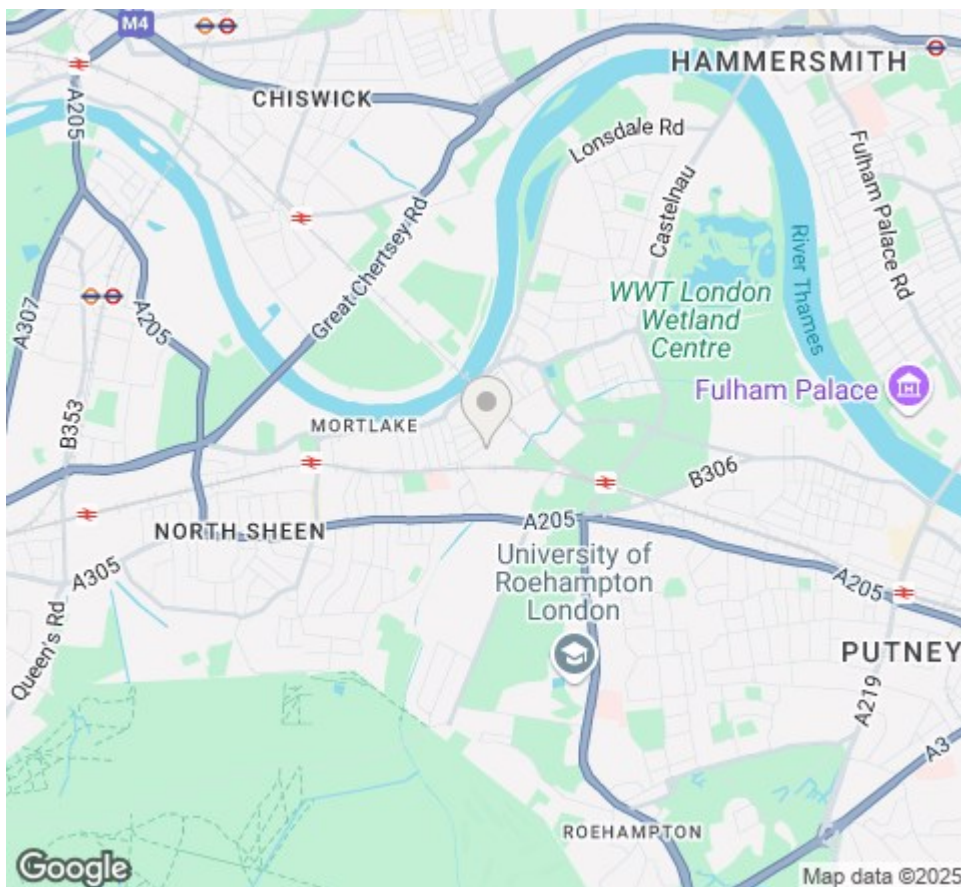 M4
HAMMERSMITH
A205
CHISWICK
Lonsdale Rd
Fulham Palace Rd
Castelnau
Great Chertsey Rd
River Thames
WWT London
Wetland
Centre
A307
A205
Fulham Palace
MORTLAKE
B353
B306
NORTH SHEEN
A205
University of
Roehampton
London
A305
A205
Queen's Rd
PUTNEY
A219
A3
ROEHAMPTON
Google
Map data ©2025